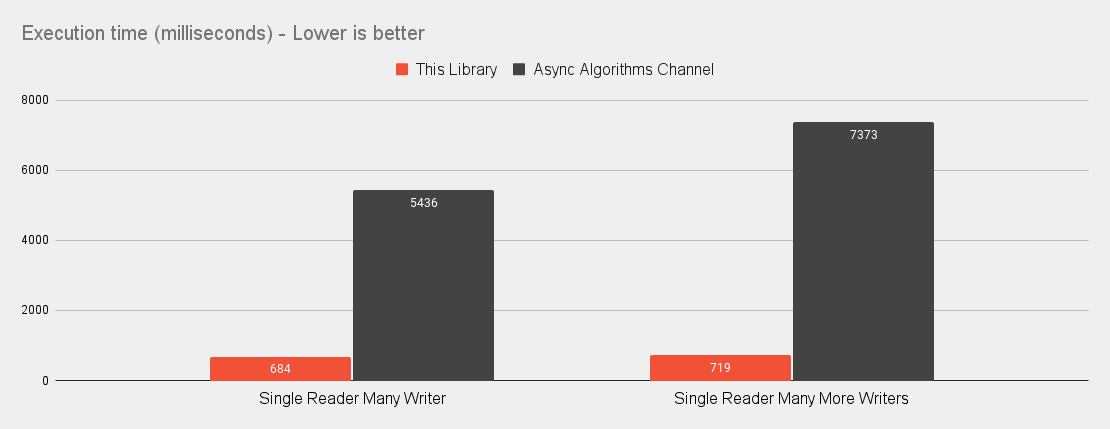 Execution time (milliseconds) - Lower is better
This Library
Async Algorithms Channel
8000
6000
4000
2000
0
684
5436
719
7373
Single Reader Many Writer
Single Reader Many More Writers